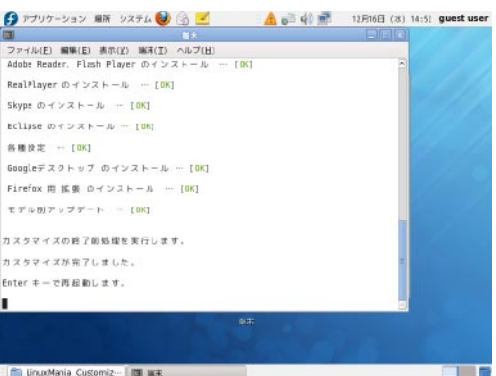 アプリケーション 場所 システム 12月16日 (水) 14:51 guest user
端末
ファイル(F) 編集(E) 表示(V) 端末(T) ヘルプ(H)
Adobe Reader, Flash Player のインストール … [OK]
RealPlayer のインストール … [OK]
Skype のインストール … [OK]
Eclipse のインストール … [OK]
各種設定 … [OK]
Googleデスクトップ のインストール … [OK]
Firefox 用 拡張 のインストール … [OK]
モデル別アップデート … [OK]
カスタマイズの終了前処理を実行します。
カスタマイズが完了しました。
Enter キーで再起動します。
端末
LinuxMania Customiz… 端末